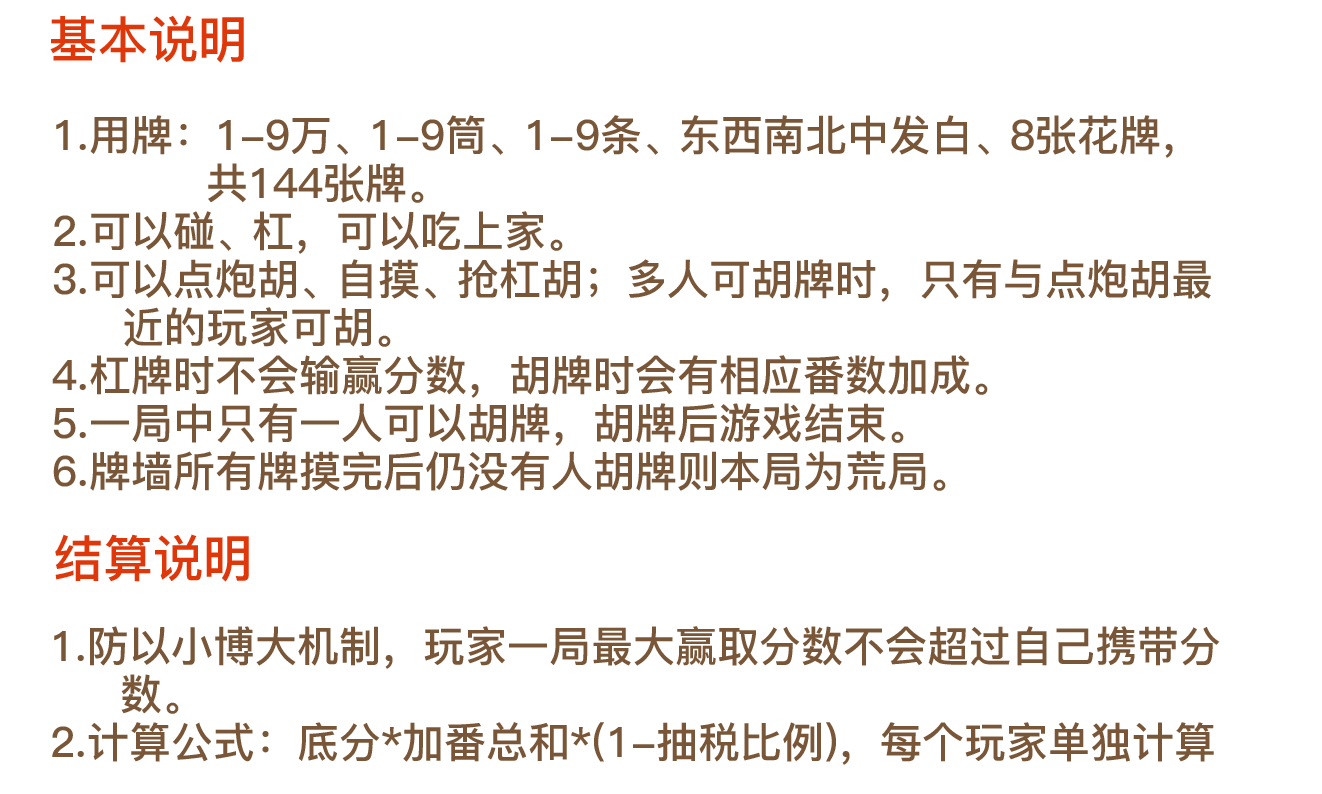 基本说明
1.用牌：1-9万、1-9筒、1-9条、东西南北中发白、8张花牌，
共144张牌。
2.可以碰、杠，可以吃上家。
3.可以点炮胡、自摸、抢杠胡；多人可胡牌时，只有与点炮胡最
近的玩家可胡。
4.杠牌时不会输赢分数，胡牌时会有相应番数加成。
5.一局中只有一人可以胡牌，胡牌后游戏结束。
6.牌墙所有牌摸完后仍没有人胡牌则本局为荒局。
结算说明
1.防以小博大机制，玩家一局最大赢取分数不会超过自己携带分
数。
2.计算公式：底分*加番总和*(1-抽税比例)，每个玩家单独计算